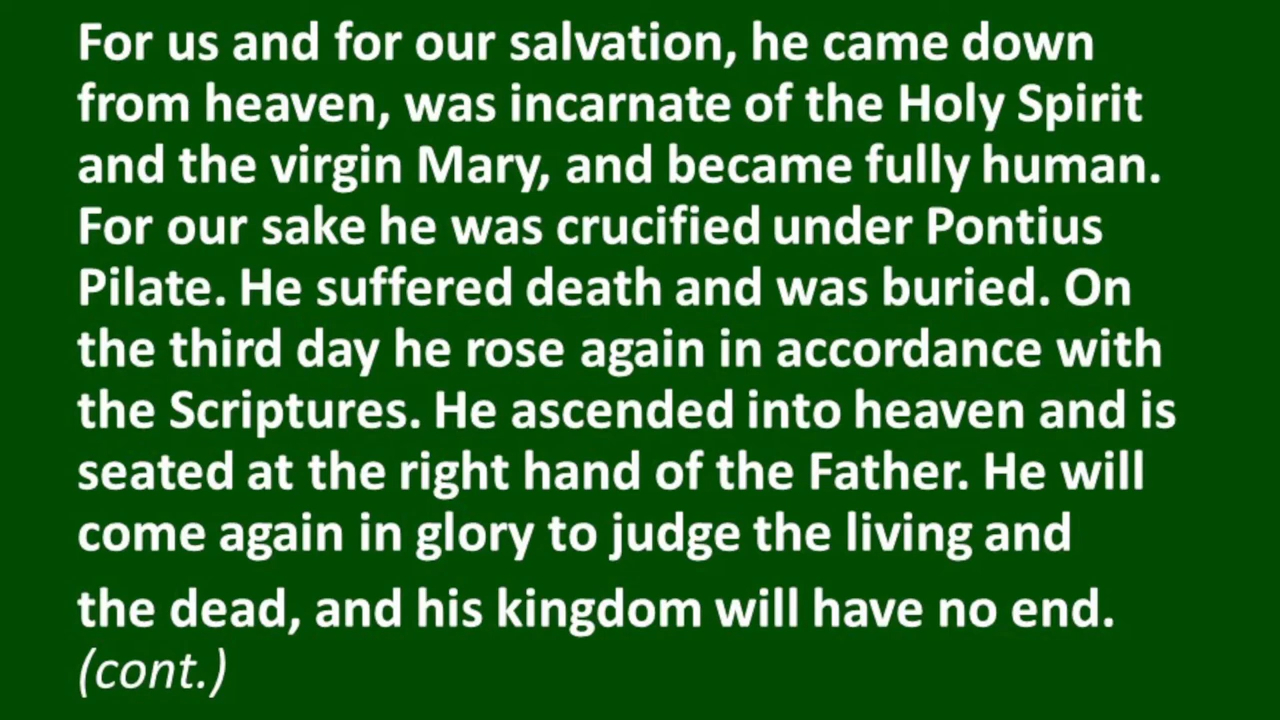 For us and for our salvation, he came down
from heaven, was incarnate of the Holy Spirit
and the virgin Mary, and became fully human.
For our sake he was crucified under Pontius
Pilate. He suffered death and was buried. On
the third day he rose again in accordance with
the Scriptures. He ascended into heaven and is
seated at the right hand of the Father. He will
come again in glory to judge the living and
the dead, and his kingdom will have no end.
(cont.)